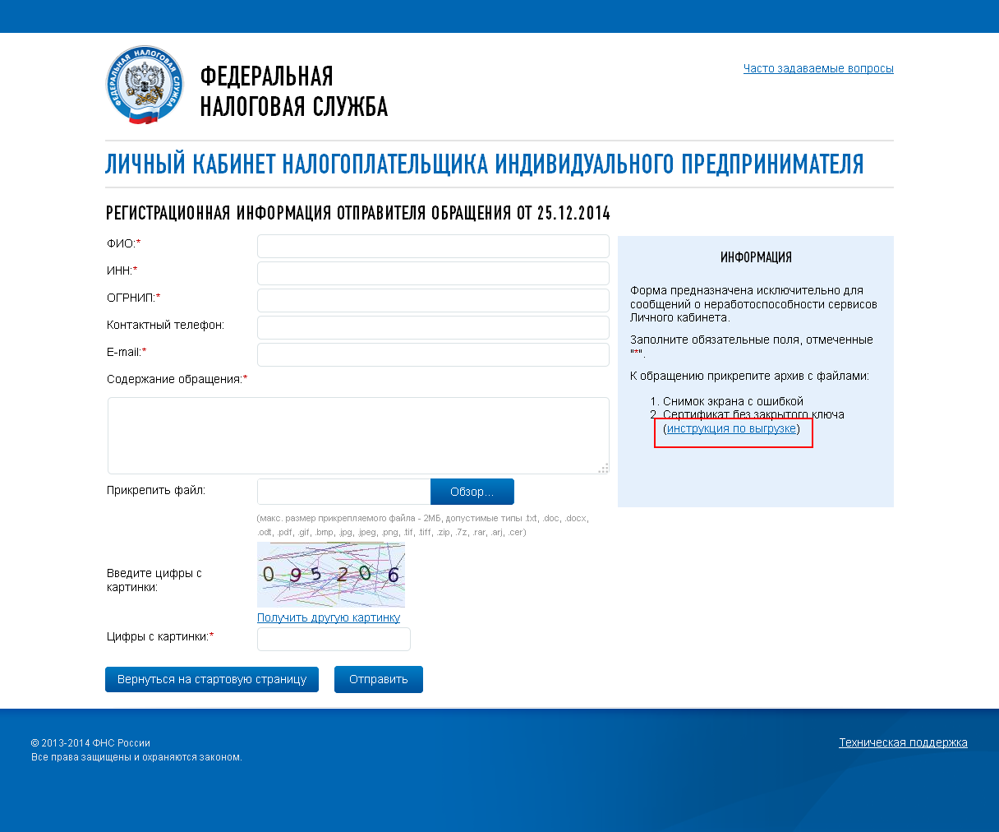 ФЕДЕРАЛЬНАЯ НАЛОГОВАЯ СЛУЖБА
ФЕДЕРАЛЬНАЯ
НАЛОГОВАЯ СЛУЖБА
Часто задаваемые вопросы
ЛИЧНЫЙ КАБИНЕТ НАЛОГОПЛАТЕЛЬЩИКА ИНДИВИДУАЛЬНОГО ПРЕДПРИНИМАТЕЛЯ
РЕГИСТРАЦИОННАЯ ИНФОРМАЦИЯ ОТПРАВИТЕЛЯ ОБРАЩЕНИЯ ОТ 25.12.2014
ФИО:*
ИНН:*
ОГРНИП:*
Контактный телефон:
E-mail:*
Содержание обращения:*
Прикрепить файл:
Обзор...
(макс. размер прикрепляемого файла - 2МБ, допустимые типы .txt, .doc, .docx,
.odt, .pdf, .gif, .bmp, .jpg, .jpeg, .png, .tif, .tiff, .zip, .7z, .rar, .arj, .cer)
Введите цифры с
картинки:
095206
Получить другую картинку
Цифры с картинки:*
Вернуться на стартовую страницу
Отправить
ИНФОРМАЦИЯ
Форма предназначена исключительно для
сообщений о неработоспособности сервисов
Личного кабинета.
Заполните обязательные поля, отмеченные
"*".
К обращению прикрепите архив с файлами:
1. Снимок экрана с ошибкой
2. Сертификат без закрытого ключа
(инструкция по выгрузке)
© 2013-2014 ФНС России
Все права защищены и охраняются законом.
Техническая поддержка